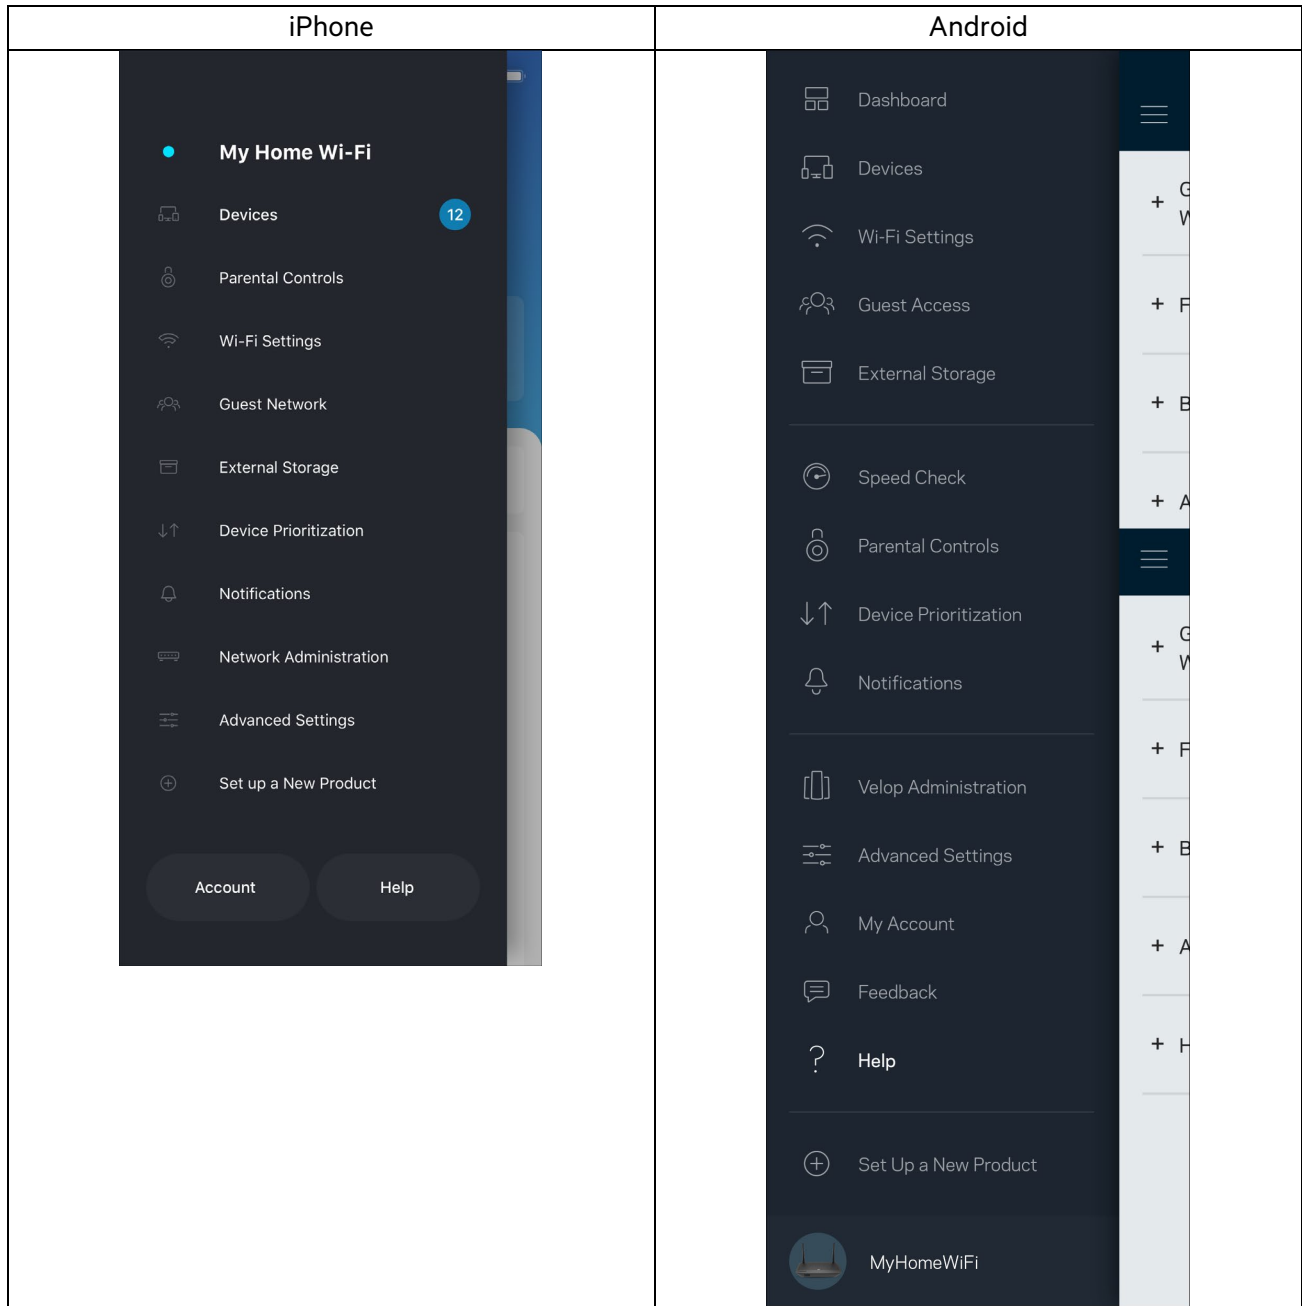 iPhone
Android
My Home Wi-Fi
Devices 12
Parental Controls
Wi-Fi Settings
Guest Network
External Storage
Device Prioritization
Notifications
Network Administration
Advanced Settings
Set up a New Product
Account Help
Dashboard
Devices
Wi-Fi Settings
Guest Access
External Storage
Speed Check
Parental Controls
Device Prioritization
Notifications
Velop Administration
Advanced Settings
My Account
Feedback
Help
Set Up a New Product
MyHomeWiFi